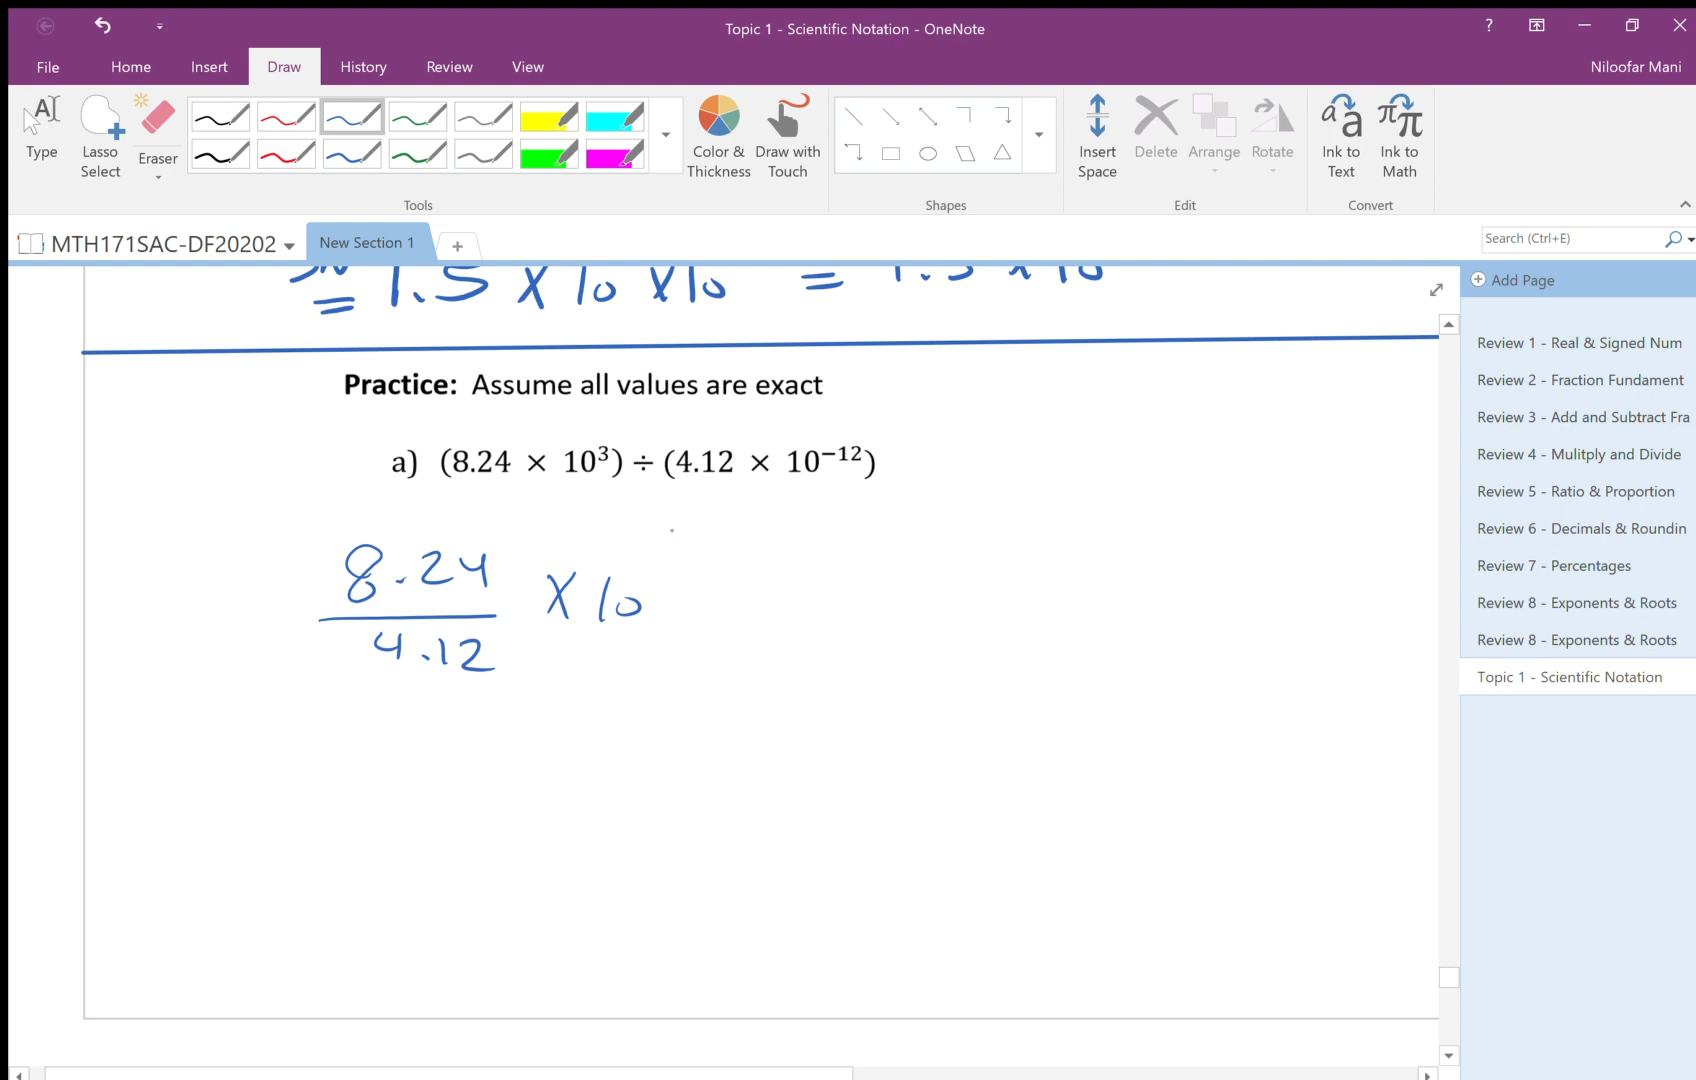 Topic 1 - Scientific Notation - OneNote
?
File Home Insert Draw History Review View
Niloofar Mani
Type Lasso Select Eraser
Color & Thickness Draw with Touch
Insert Space Delete Arrange Rotate
Ink to Text Ink to Math
Tools Shapes Edit Convert
MTH171SAC-DF20202 New Section 1 +
Search (Ctrl+E)
Add Page
Review 1 - Real & Signed Num
Review 2 - Fraction Fundament
Review 3 - Add and Subtract Fra
Review 4 - Mulitply and Divide
Review 5 - Ratio & Proportion
Review 6 - Decimals & Roundin
Review 7 - Percentages
Review 8 - Exponents & Roots
Review 8 - Exponents & Roots
Topic 1 - Scientific Notation
= 1.5 x 10 x 10 = 1.5 x 10
Practice: Assume all values are exact
a) (8.24 × 10³) ÷ (4.12 × 10⁻¹²)
8.24 x 10
4.12